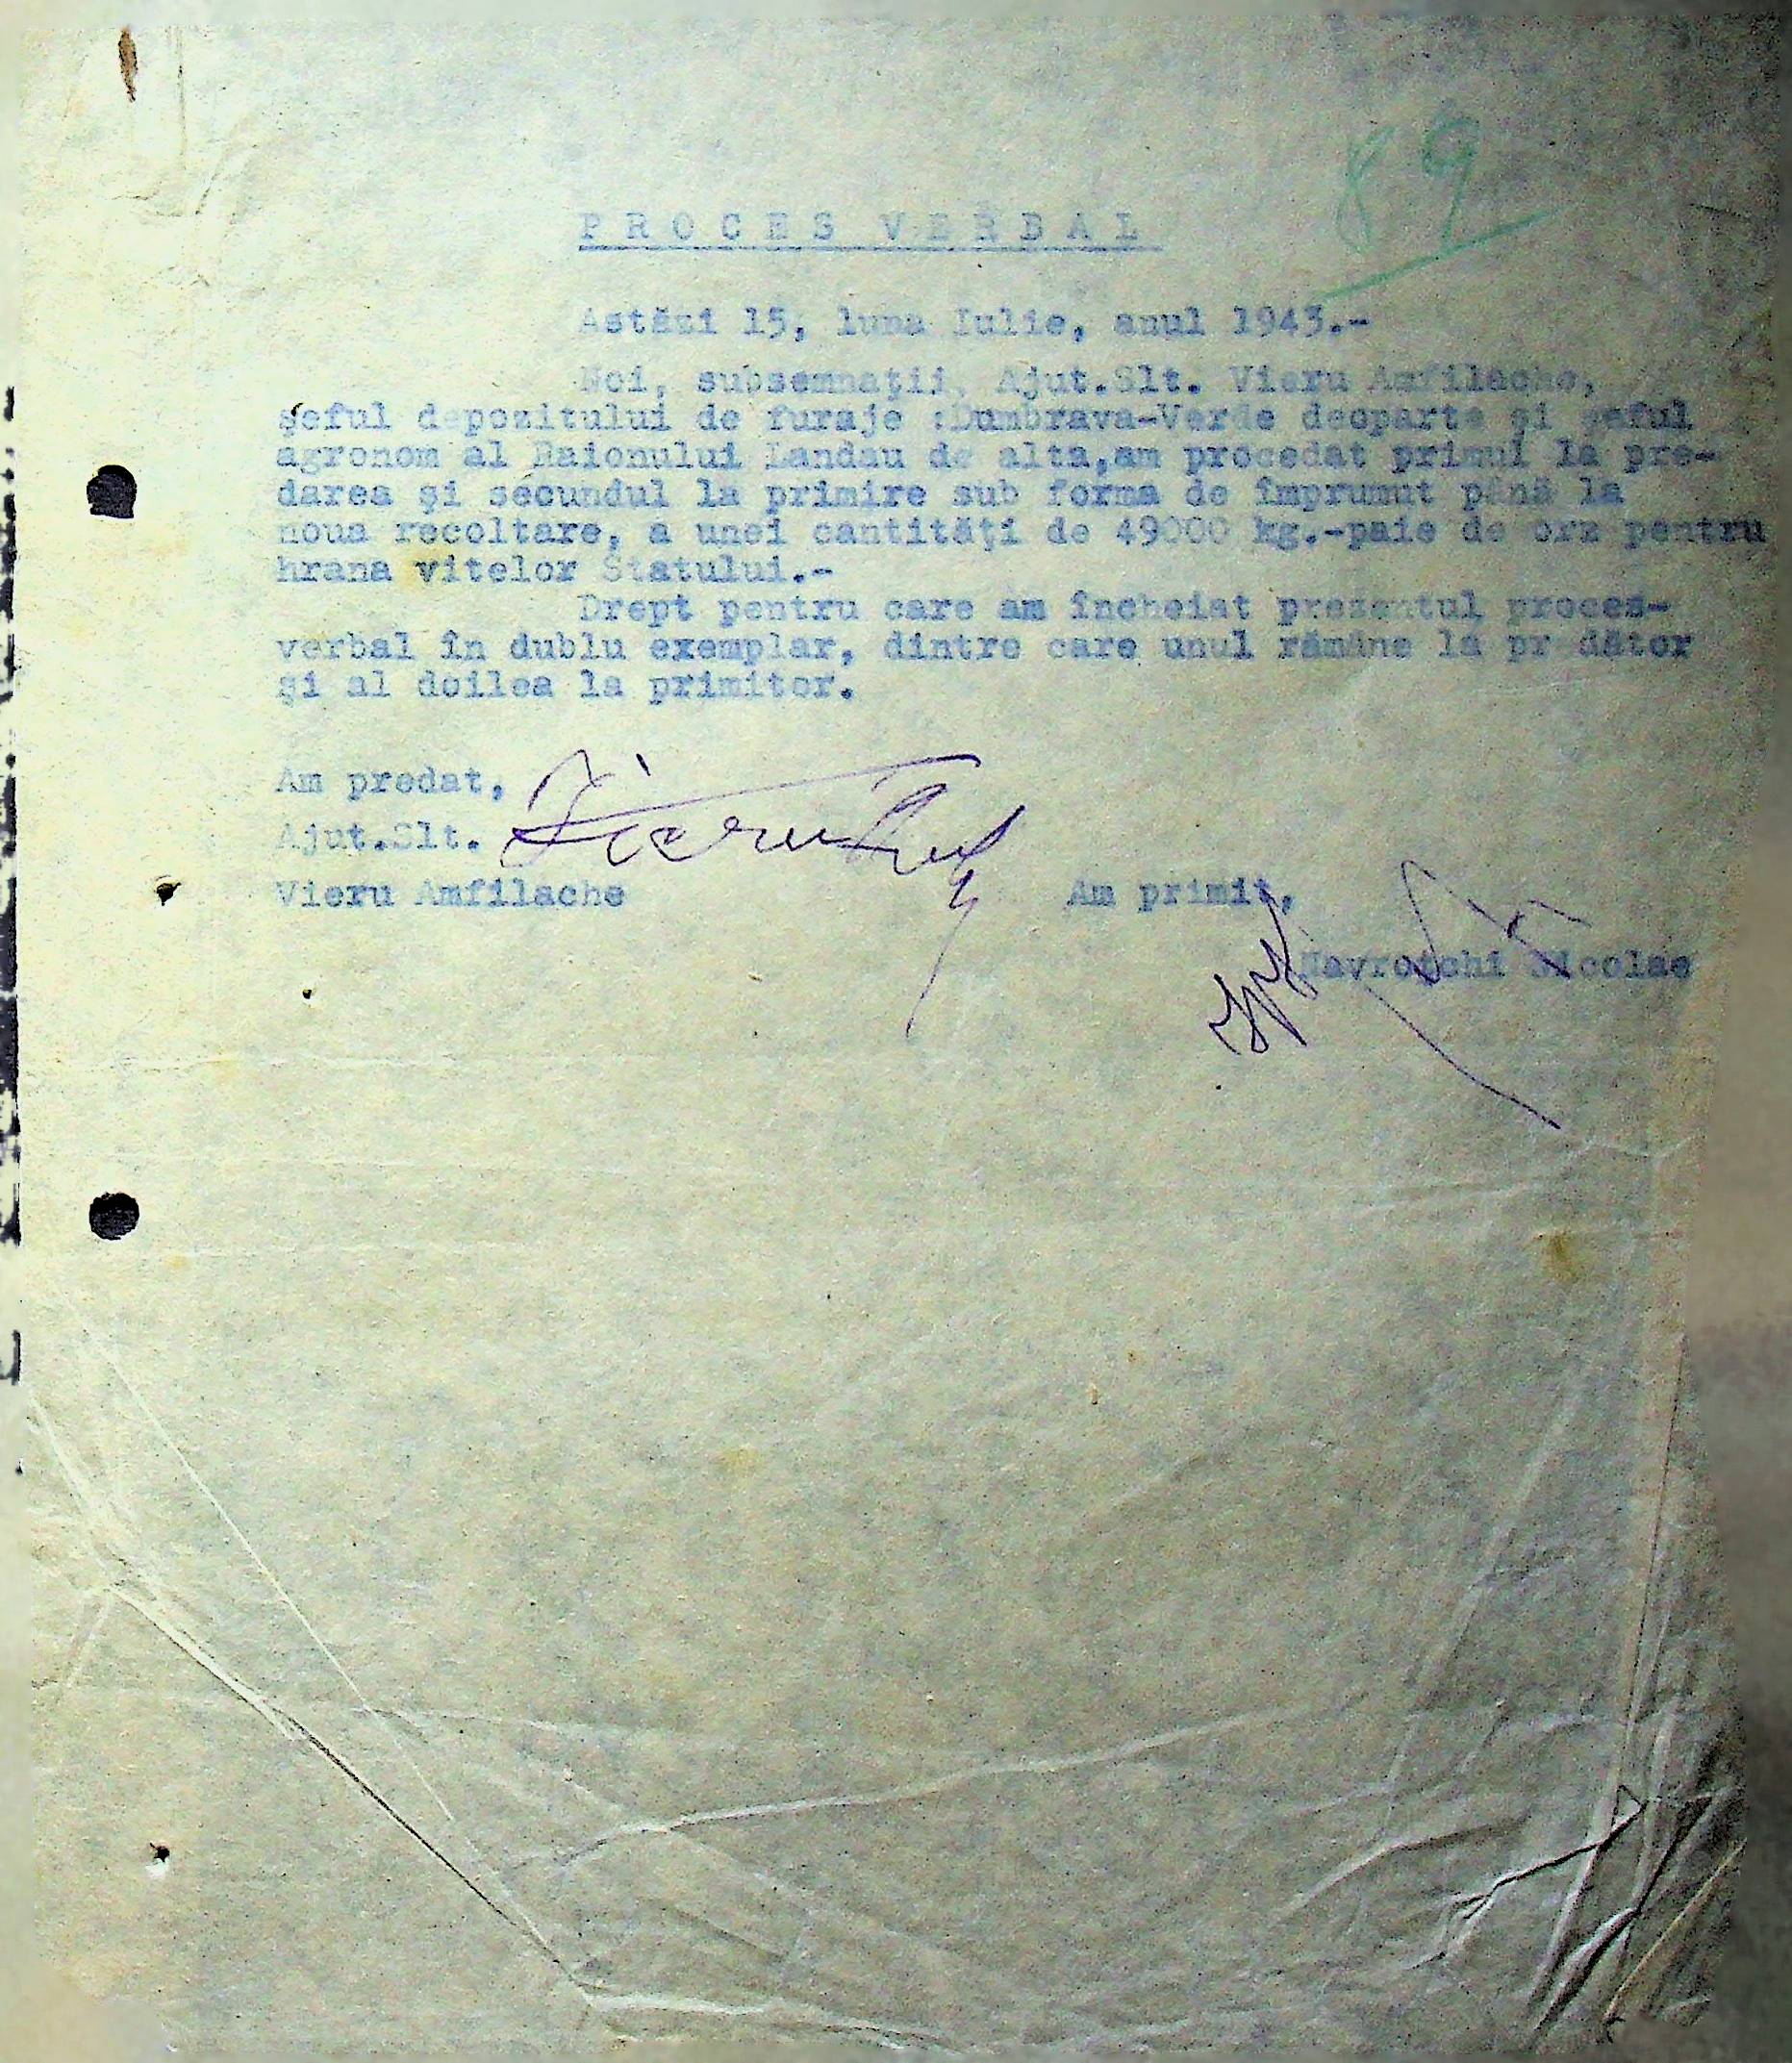 89
PROCES VERBAL
Astăzi 15, luna Iulie, anul 1943.-
Noi, subsemnaţii, Ajut.Slt. Vieru Amfilache,
şeful depozitului de furaje :Dumbrava-Verde deoparte şi şeful
agronom al Raionului Landau de alta,am procedat primul la pre-
darea şi secundul la primire sub forma de împrumut până la
noua recoltare, a unei cantităţi de 49000 kg.-paie de orz pentru
hrana vitelor Statului.-
Drept pentru care am încheiat prezentul proces-
verbal în dublu exemplar, dintre care unul rămâne la pr dător
şi al doilea la primitor.
Am predat,
Ajut.Slt.
Vieru Amfilache
Am primit,
Navroţchi Nicolae